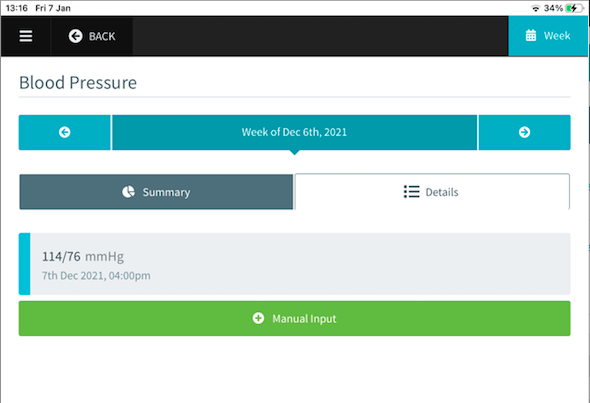 13:16 Fri 7 Jan 34%
BACK Week
Blood Pressure
Week of Dec 6th, 2021
Summary Details
114/76 mmHg
7th Dec 2021, 04:00pm
Manual Input